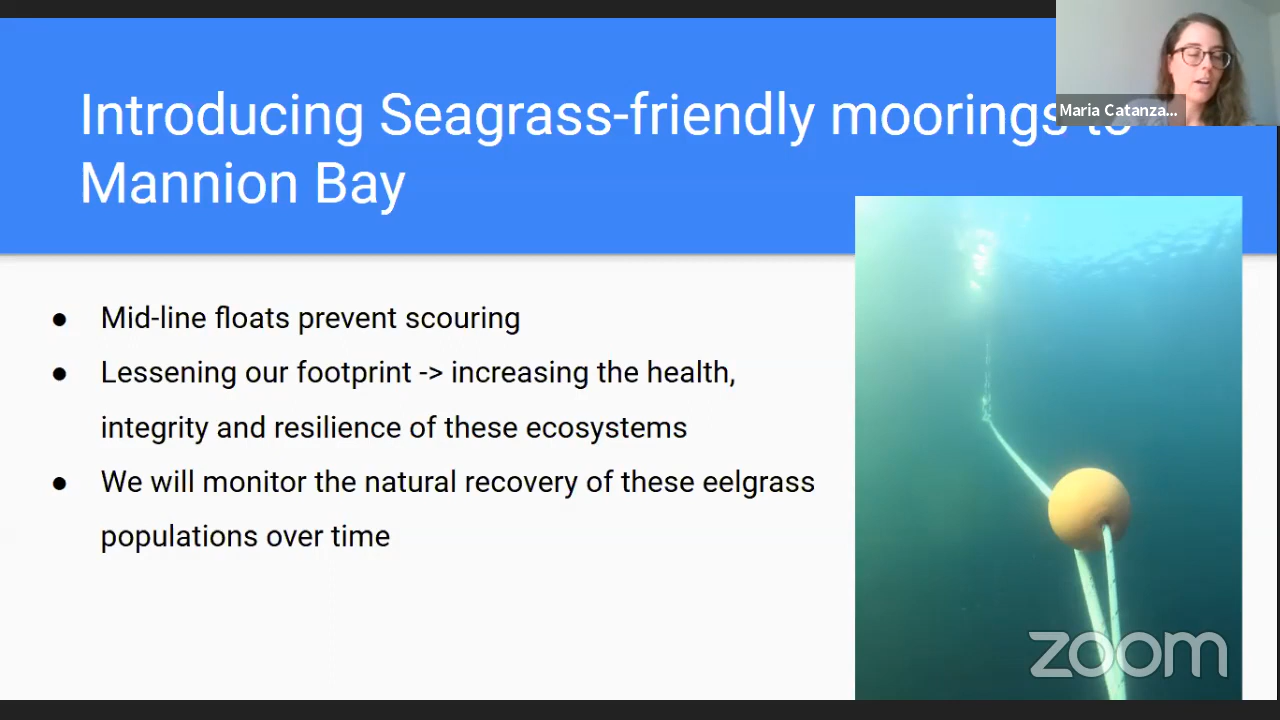 Introducing Seagrass-friendly moorings to
Mannion Bay
Maria Catanza...
● Mid-line floats prevent scouring
● Lessening our footprint -> increasing the health,
integrity and resilience of these ecosystems
● We will monitor the natural recovery of these eelgrass
populations over time
zoom